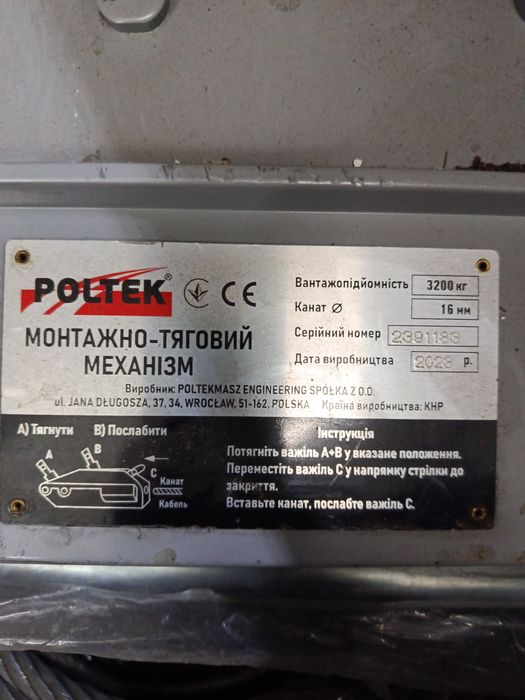 POLTEK®
CE
МОНТАЖНО-ТЯГОВИЙ
МЕХАНІЗМ
Вантажопідйомність 3200 кг
Канат Ø 16 мм
Серійний номер 2391183
Дата виробництва 2023 р.
Виробник: POLTEKMASZ ENGINEERING SPÓŁKA Z O.O.
ul. JANA DŁUGOSZA, 37, 34, WROCŁAW, 51-162, POLSKA Країна виробництва: КНР
А) Тягнути В) Послабити
A
B
C
Канат
Кабель
Інструкція
Потягніть важіль А+В у вказане положення.
Перемістіть важіль С у напрямку стрілки до
закриття.
Вставьте канат, послабте важіль С.